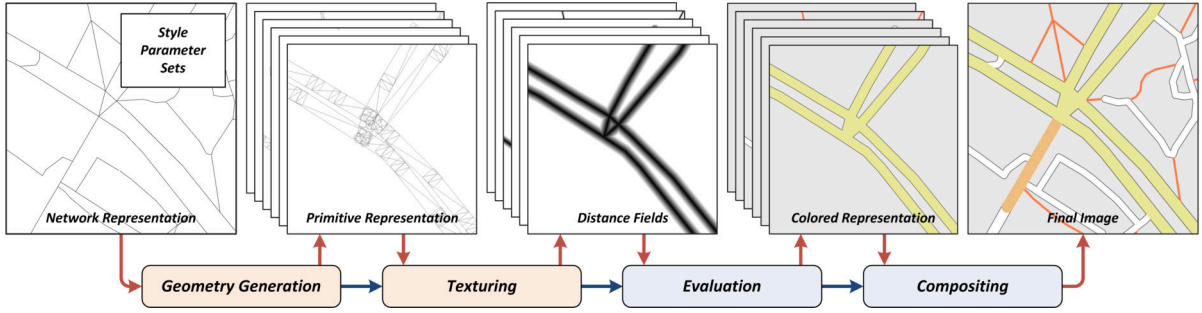 Style
Parameter
Sets
Network Representation
Primitive Representation
Distance Fields
Colored Representation
Final Image
Geometry Generation
Texturing
Evaluation
Compositing